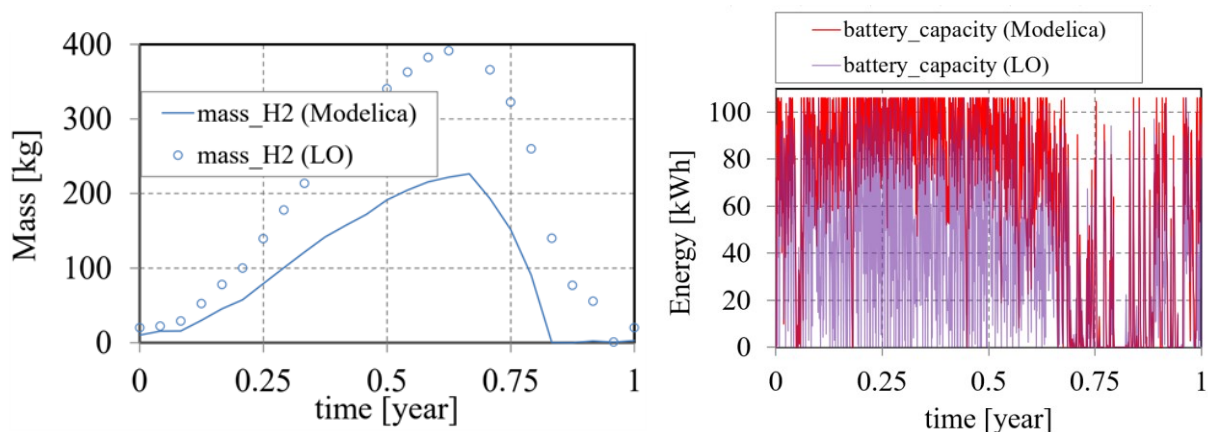 400
300
200
100
0
Mass [kg]
mass_H2 (Modelica)
mass_H2 (LO)
0 0.25 0.5 0.75 1
time [year]
battery_capacity (Modelica)
battery_capacity (LO)
100
80
60
40
20
0
Energy [kWh]
0 0.25 0.5 0.75 1
time [year]